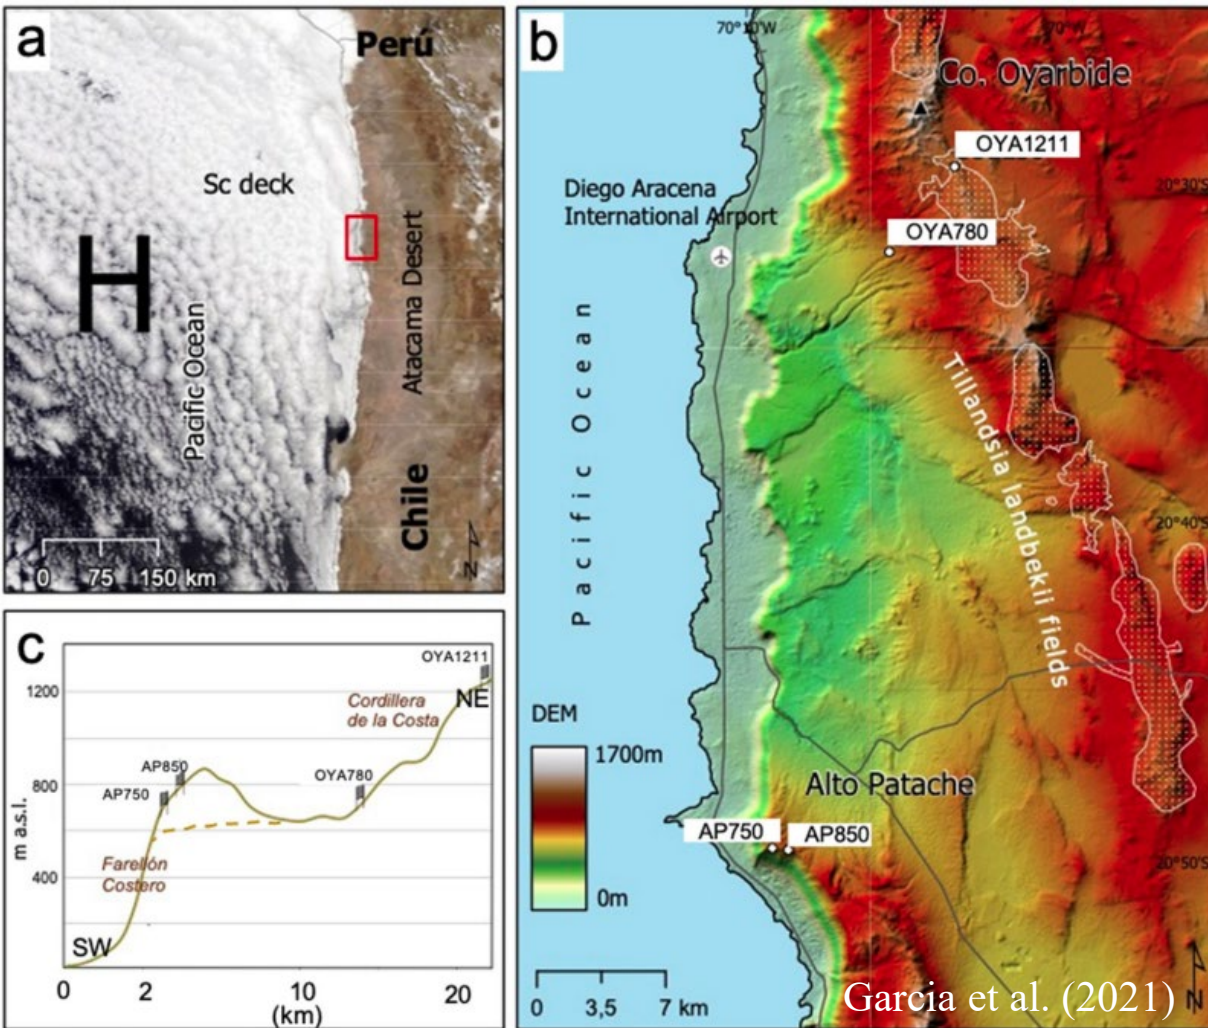 a
Perú
Sc deck
H
Pacific Ocean
Atacama Desert
Chile
N
0 75 150 km
b
70°10'W
70°W
Co. Oyarbide
OYA1211
20°30'S
Diego Aracena
International Airport
OYA780
Pacific Ocean
Tillandsia landbekii fields
20°40'S
DEM
1700m
0m
Alto Patache
AP750
AP850
20°50'S
0 3,5 7 km
N
Garcia et al. (2021)
c
OYA1211
1200
NE
Cordillera
de la Costa
AP850
OYA780
800
AP750
m a.s.l.
Farellón
Costero
400
SW
0
0 2 10 20
(km)